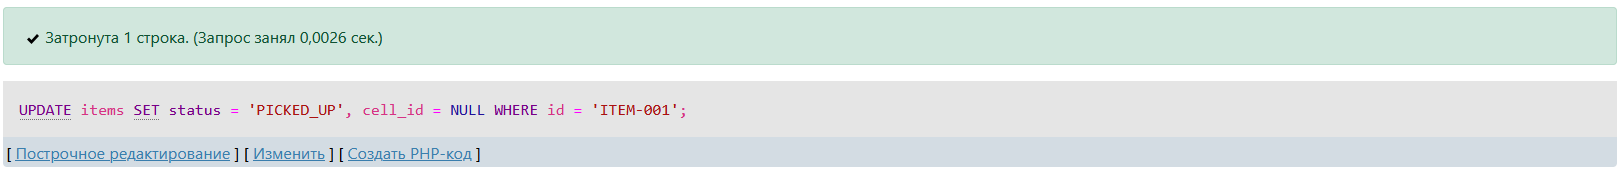 Затронута 1 строка. (Запрос занял 0,0026 сек.)
UPDATE items SET status = 'PICKED_UP', cell_id = NULL WHERE id = 'ITEM-001';
[ Построчное редактирование ] [ Изменить ] [ Создать PHP-код ]